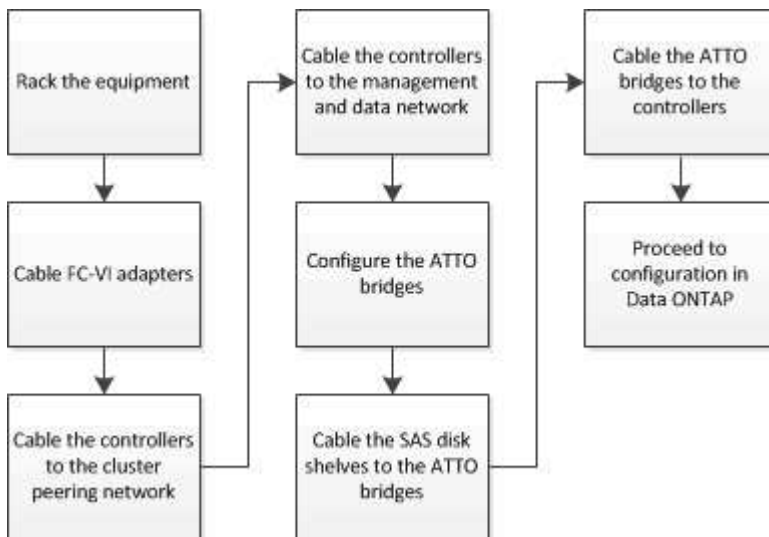 Rack the equipment
Cable FC-VI adapters
Cable the controllers
to the cluster
peering network
Cable the controllers
to the management
and data network
Configure the ATTO
bridges
Cable the SAS disk
shelves to the ATTO
bridges
Cable the ATTO
bridges to the
controllers
Proceed to
configuration in
Data ONTAP